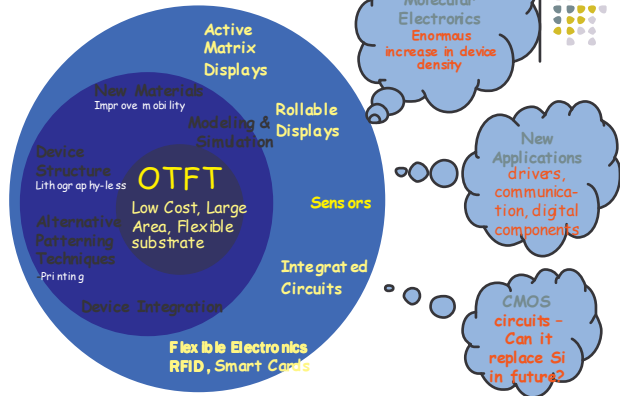 Active
Matrix
Displays
New Materials
Improve mobility
Modeling &
Simulation
Rollable
Displays
Device
Structure
Lithography-less
OTFT
Low Cost, Large
Area, Flexible
substrate
Sensors
Alternative
Patterning
Techniques
-Printing
Integrated
Circuits
Device Integration
Flexible Electronics
RFID, Smart Cards
Molecular
Electronics
Enormous
increase in device
density
New
Applications
drivers,
communica-
tion, digital
components
CMOS
circuits -
Can it
replace Si
in future?